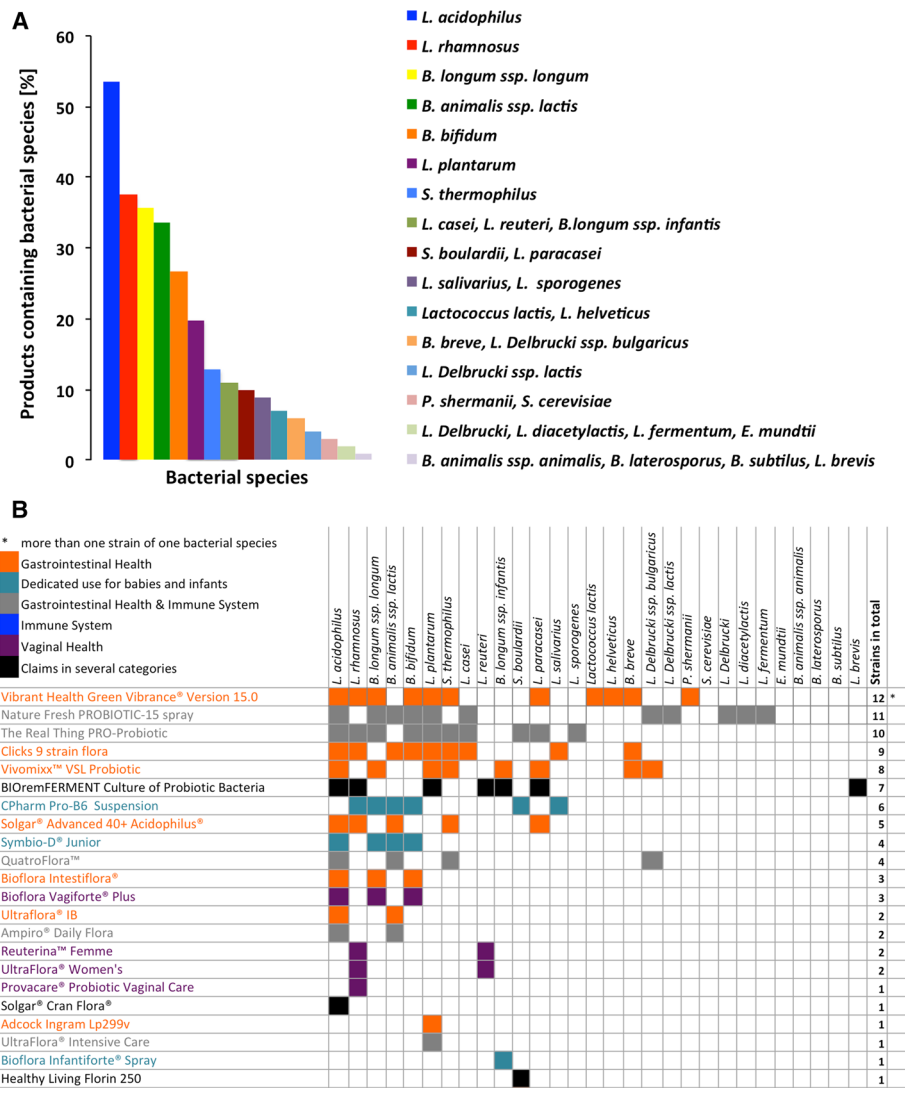 A
Products containing bacterial species [%]
60
50
40
30
20
10
0
Bacterial species
L. acidophilus
L. rhamnosus
B. longum ssp. longum
B. animalis ssp. lactis
B. bifidum
L. plantarum
S. thermophilus
L. casei, L. reuteri, B.longum ssp. infantis
S. boulardii, L. paracasei
L. salivarius, L. sporogenes
Lactococcus lactis, L. helveticus
B. breve, L. Delbrucki ssp. bulgaricus
L. Delbrucki ssp. lactis
P. shermanii, S. cerevisiae
L. Delbrucki, L. diacetylactis, L. fermentum, E. mundtii
B. animalis ssp. animalis, B. laterosporus, B. subtilus, L. brevis
B
* more than one strain of one bacterial species
Gastrointestinal Health
Dedicated use for babies and infants
Gastrointestinal Health & Immune System
Immune System
Vaginal Health
Claims in several categories
L. acidophilus
L. rhamnosus
B. longum ssp. longum
B. animalis ssp. lactis
B. bifidum
L. plantarum
S. thermophilus
L. casei
L. reuteri
B. longum ssp. infantis
S. boulardii
L. paracasei
L. salivarius
L. sporogenes
Lactococcus lactis
L. helveticus
B. breve
L. Delbrucki ssp. bulgaricus
L. Delbrucki ssp. lactis
P. shermanii
S. cerevisiae
L. Delbrucki
L. diacetylactis
L. fermentum
E. mundtii
B. animalis ssp. animalis
B. laterosporus
B. subtilus
L. brevis
Strains in total
Vibrant Health Green Vibrance® Version 15.0 12 *
Nature Fresh PROBIOTIC-15 spray 11
The Real Thing PRO-Probiotic 10
Clicks 9 strain flora 9
Vivomixx™ VSL Probiotic 8
BIOremFERMENT Culture of Probiotic Bacteria 7
CPharm Pro-B6 Suspension 6
Solgar® Advanced 40+ Acidophilus® 5
Symbio-D® Junior 4
QuatroFlora™ 4
Bioflora Intestiflora® 3
Bioflora Vagiforte® Plus 3
Ultraflora® IB 2
Ampiro® Daily Flora 2
Reuterina™ Femme 2
UltraFlora® Women's 2
Provacare® Probiotic Vaginal Care 1
Solgar® Cran Flora® 1
Adcock Ingram Lp299v 1
UltraFlora® Intensive Care 1
Bioflora Infantiforte® Spray 1
Healthy Living Florin 250 1